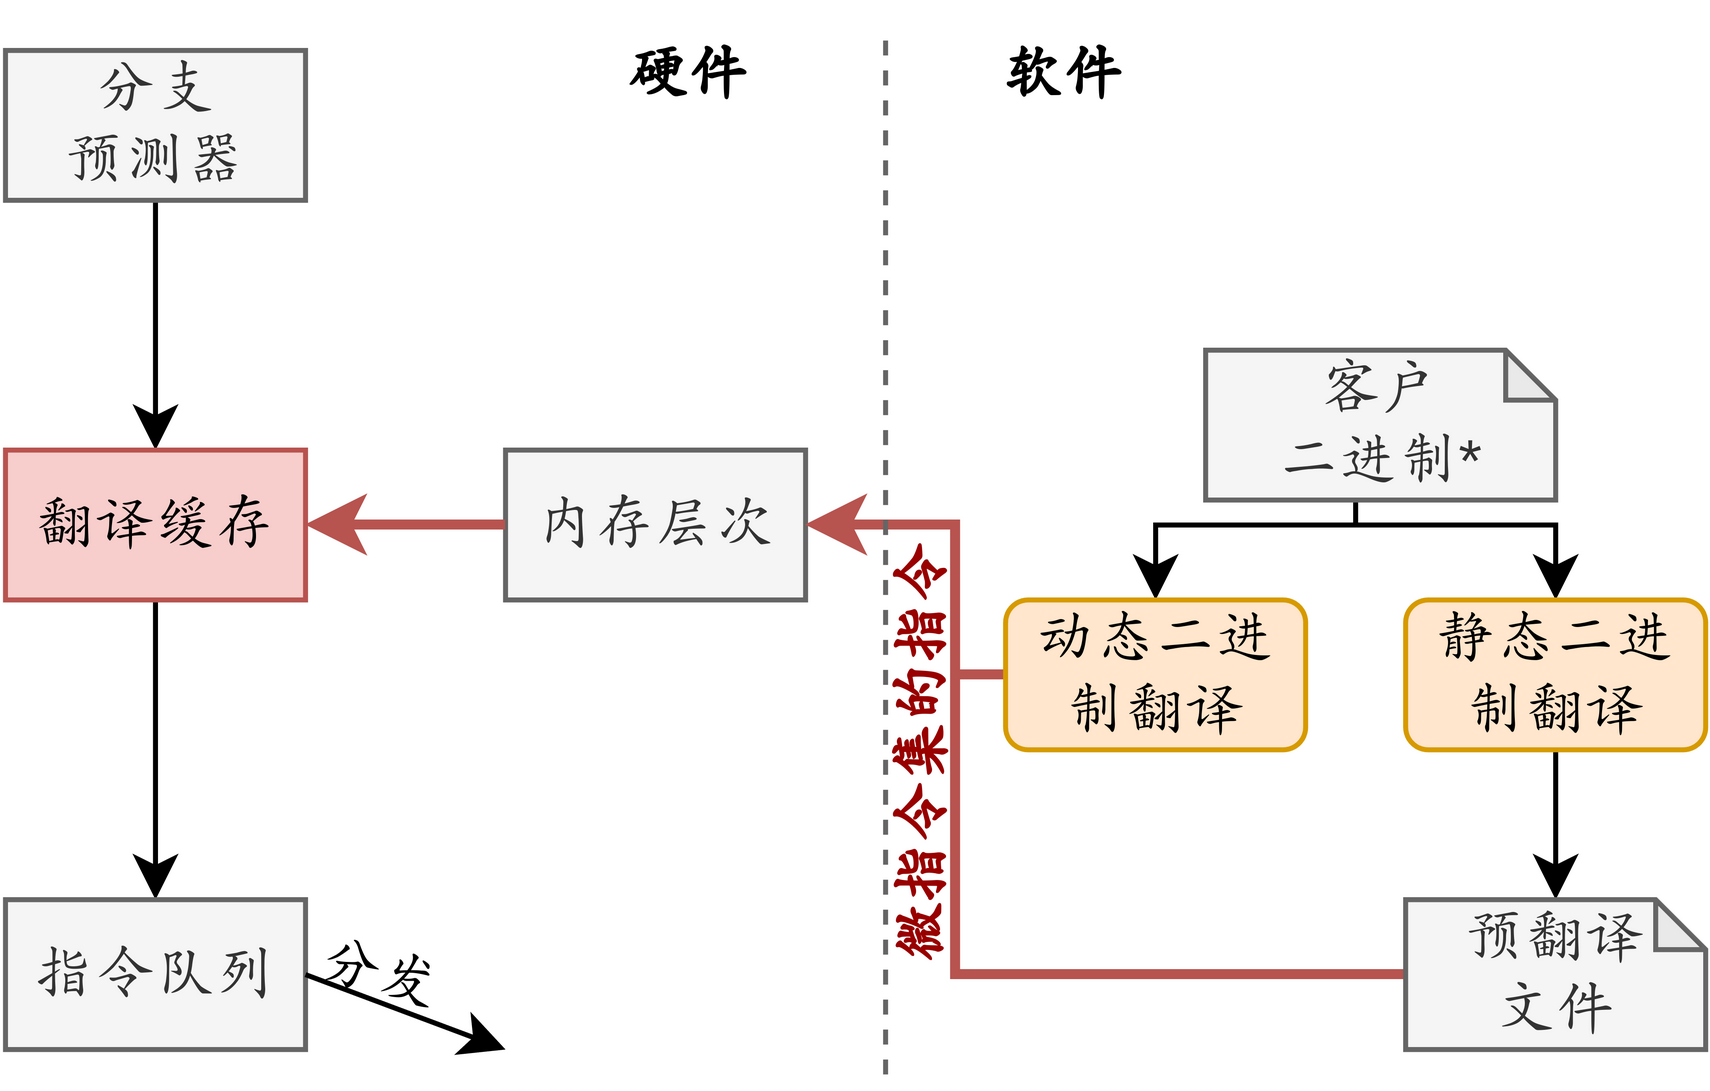 硬件
软件
分支
预测器
客户
二进制*
翻译缓存
内存层次
微指令集的指令
动态二进
制翻译
静态二进
制翻译
指令队列
分发
预翻译
文件